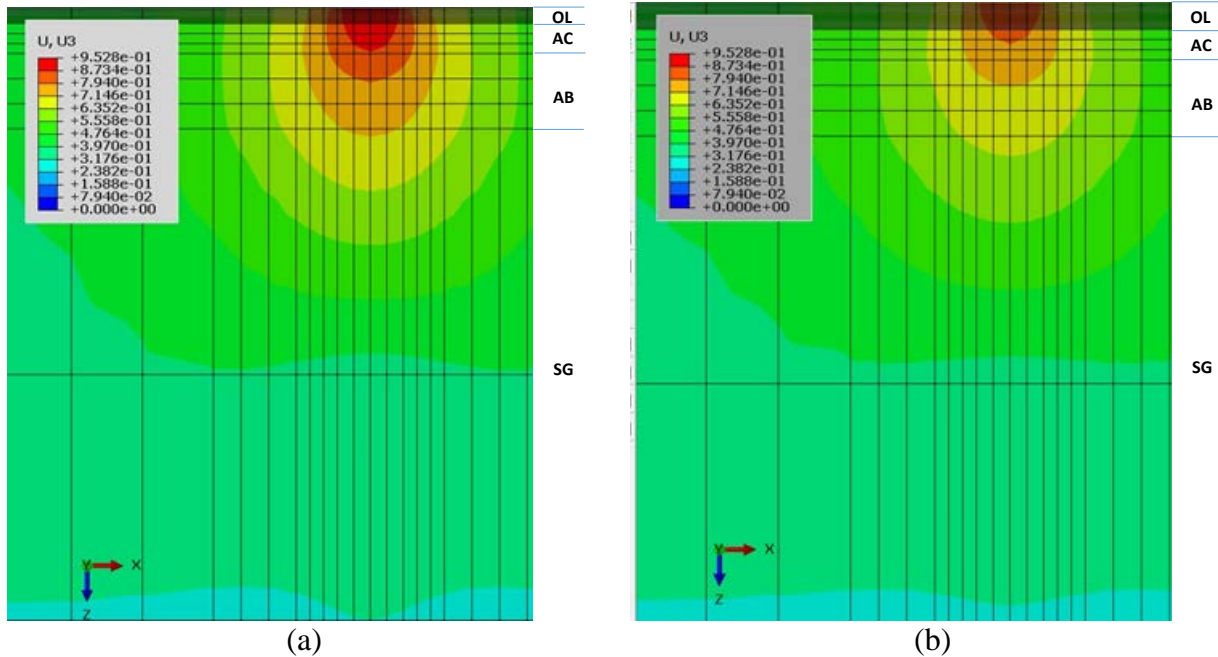 U, U3
+9.528e-01
+8.734e-01
+7.940e-01
+7.146e-01
+6.352e-01
+5.558e-01
+4.764e-01
+3.970e-01
+3.176e-01
+2.382e-01
+1.588e-01
+7.940e-02
+0.000e+00
Y X
Z
OL
AC
AB
SG
(a)
U, U3
+9.528e-01
+8.734e-01
+7.940e-01
+7.146e-01
+6.352e-01
+5.558e-01
+4.764e-01
+3.970e-01
+3.176e-01
+2.382e-01
+1.588e-01
+7.940e-02
+0.000e+00
Y X
Z
OL
AC
AB
SG
(b)